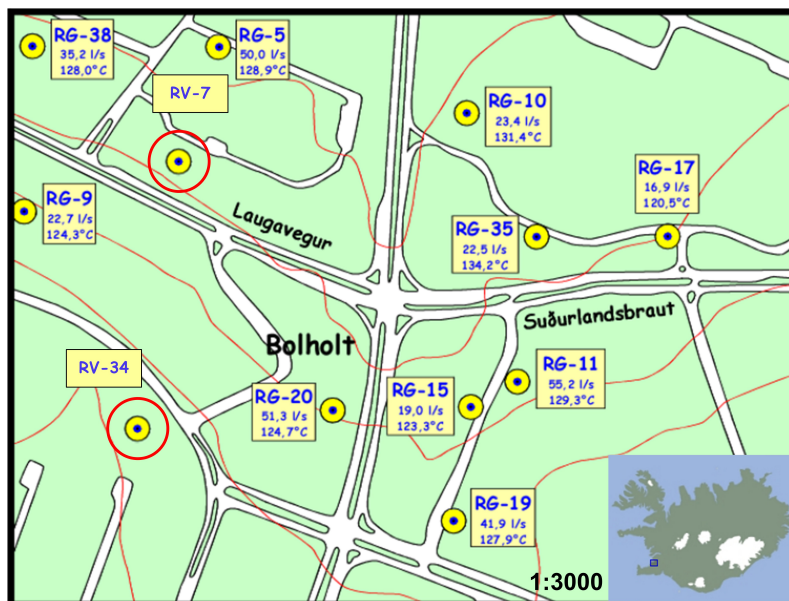 RG-38
35,2 l/s
128,0°C
RG-5
50,0 l/s
128,9°C
RV-7
RG-10
23,4 l/s
131,4°C
RG-17
16,9 l/s
120,5°C
RG-9
22,7 l/s
124,3°C
Laugavegur
RG-35
22,5 l/s
134,2°C
Suðurlandsbraut
Bolholt
RV-34
RG-11
55,2 l/s
129,3°C
RG-20
51,3 l/s
124,7°C
RG-15
19,0 l/s
123,3°C
RG-19
41,9 l/s
127,9°C
1:3000